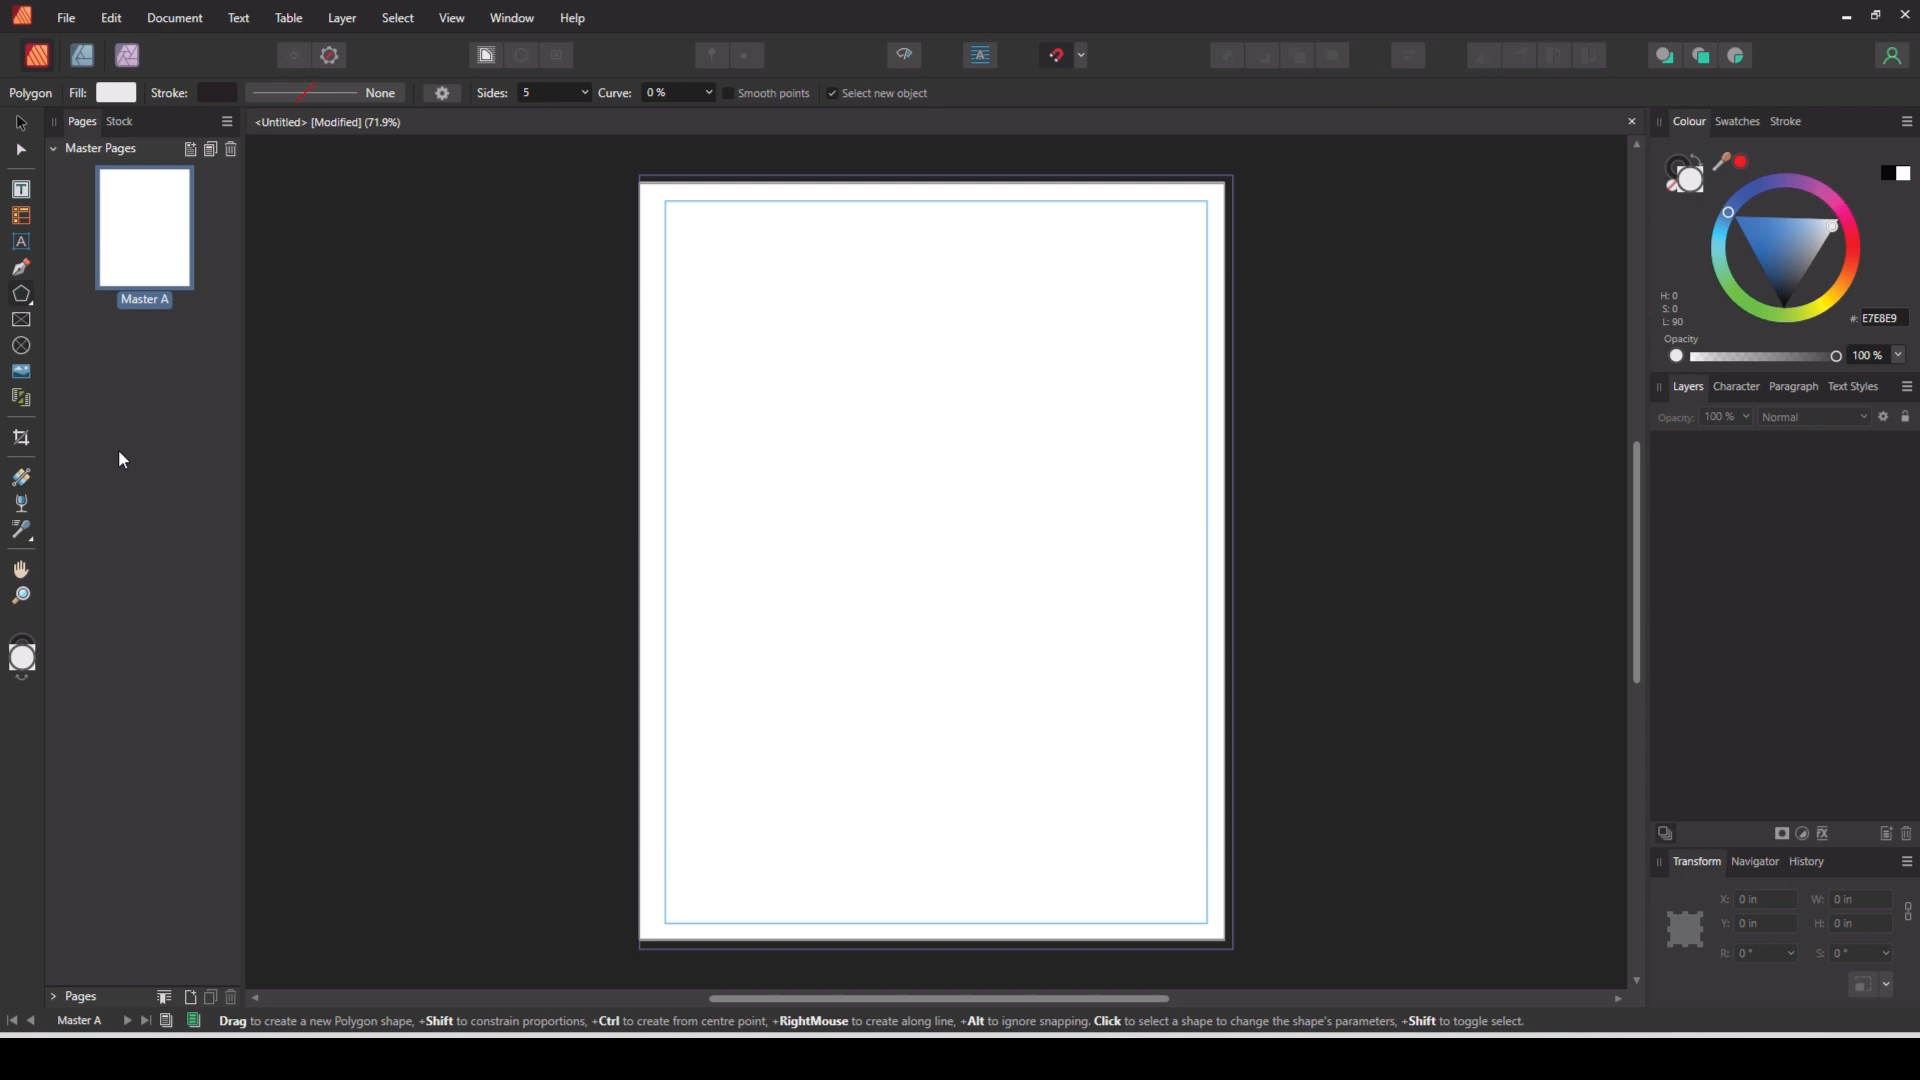 File Edit Document Text Table Layer Select View Window Help
Polygon Fill: Stroke: None Sides: 5 Curve: 0 % Smooth points Select new object
Pages Stock
<Untitled> [Modified] (71.9%)
Colour Swatches Stroke
Master Pages
Master A
H: 0
S: 0
L: 90
#: E7E8E9
Opacity
100 %
Layers Character Paragraph Text Styles
Opacity: 100 % Normal
Transform Navigator History
X: 0 in W: 0 in
Y: 0 in H: 0 in
R: 0 ° S: 0 °
Pages
Master A
Drag to create a new Polygon shape, +Shift to constrain proportions, +Ctrl to create from centre point, +RightMouse to create along line, +Alt to ignore snapping. Click to select a shape to change the shape's parameters, +Shift to toggle select.